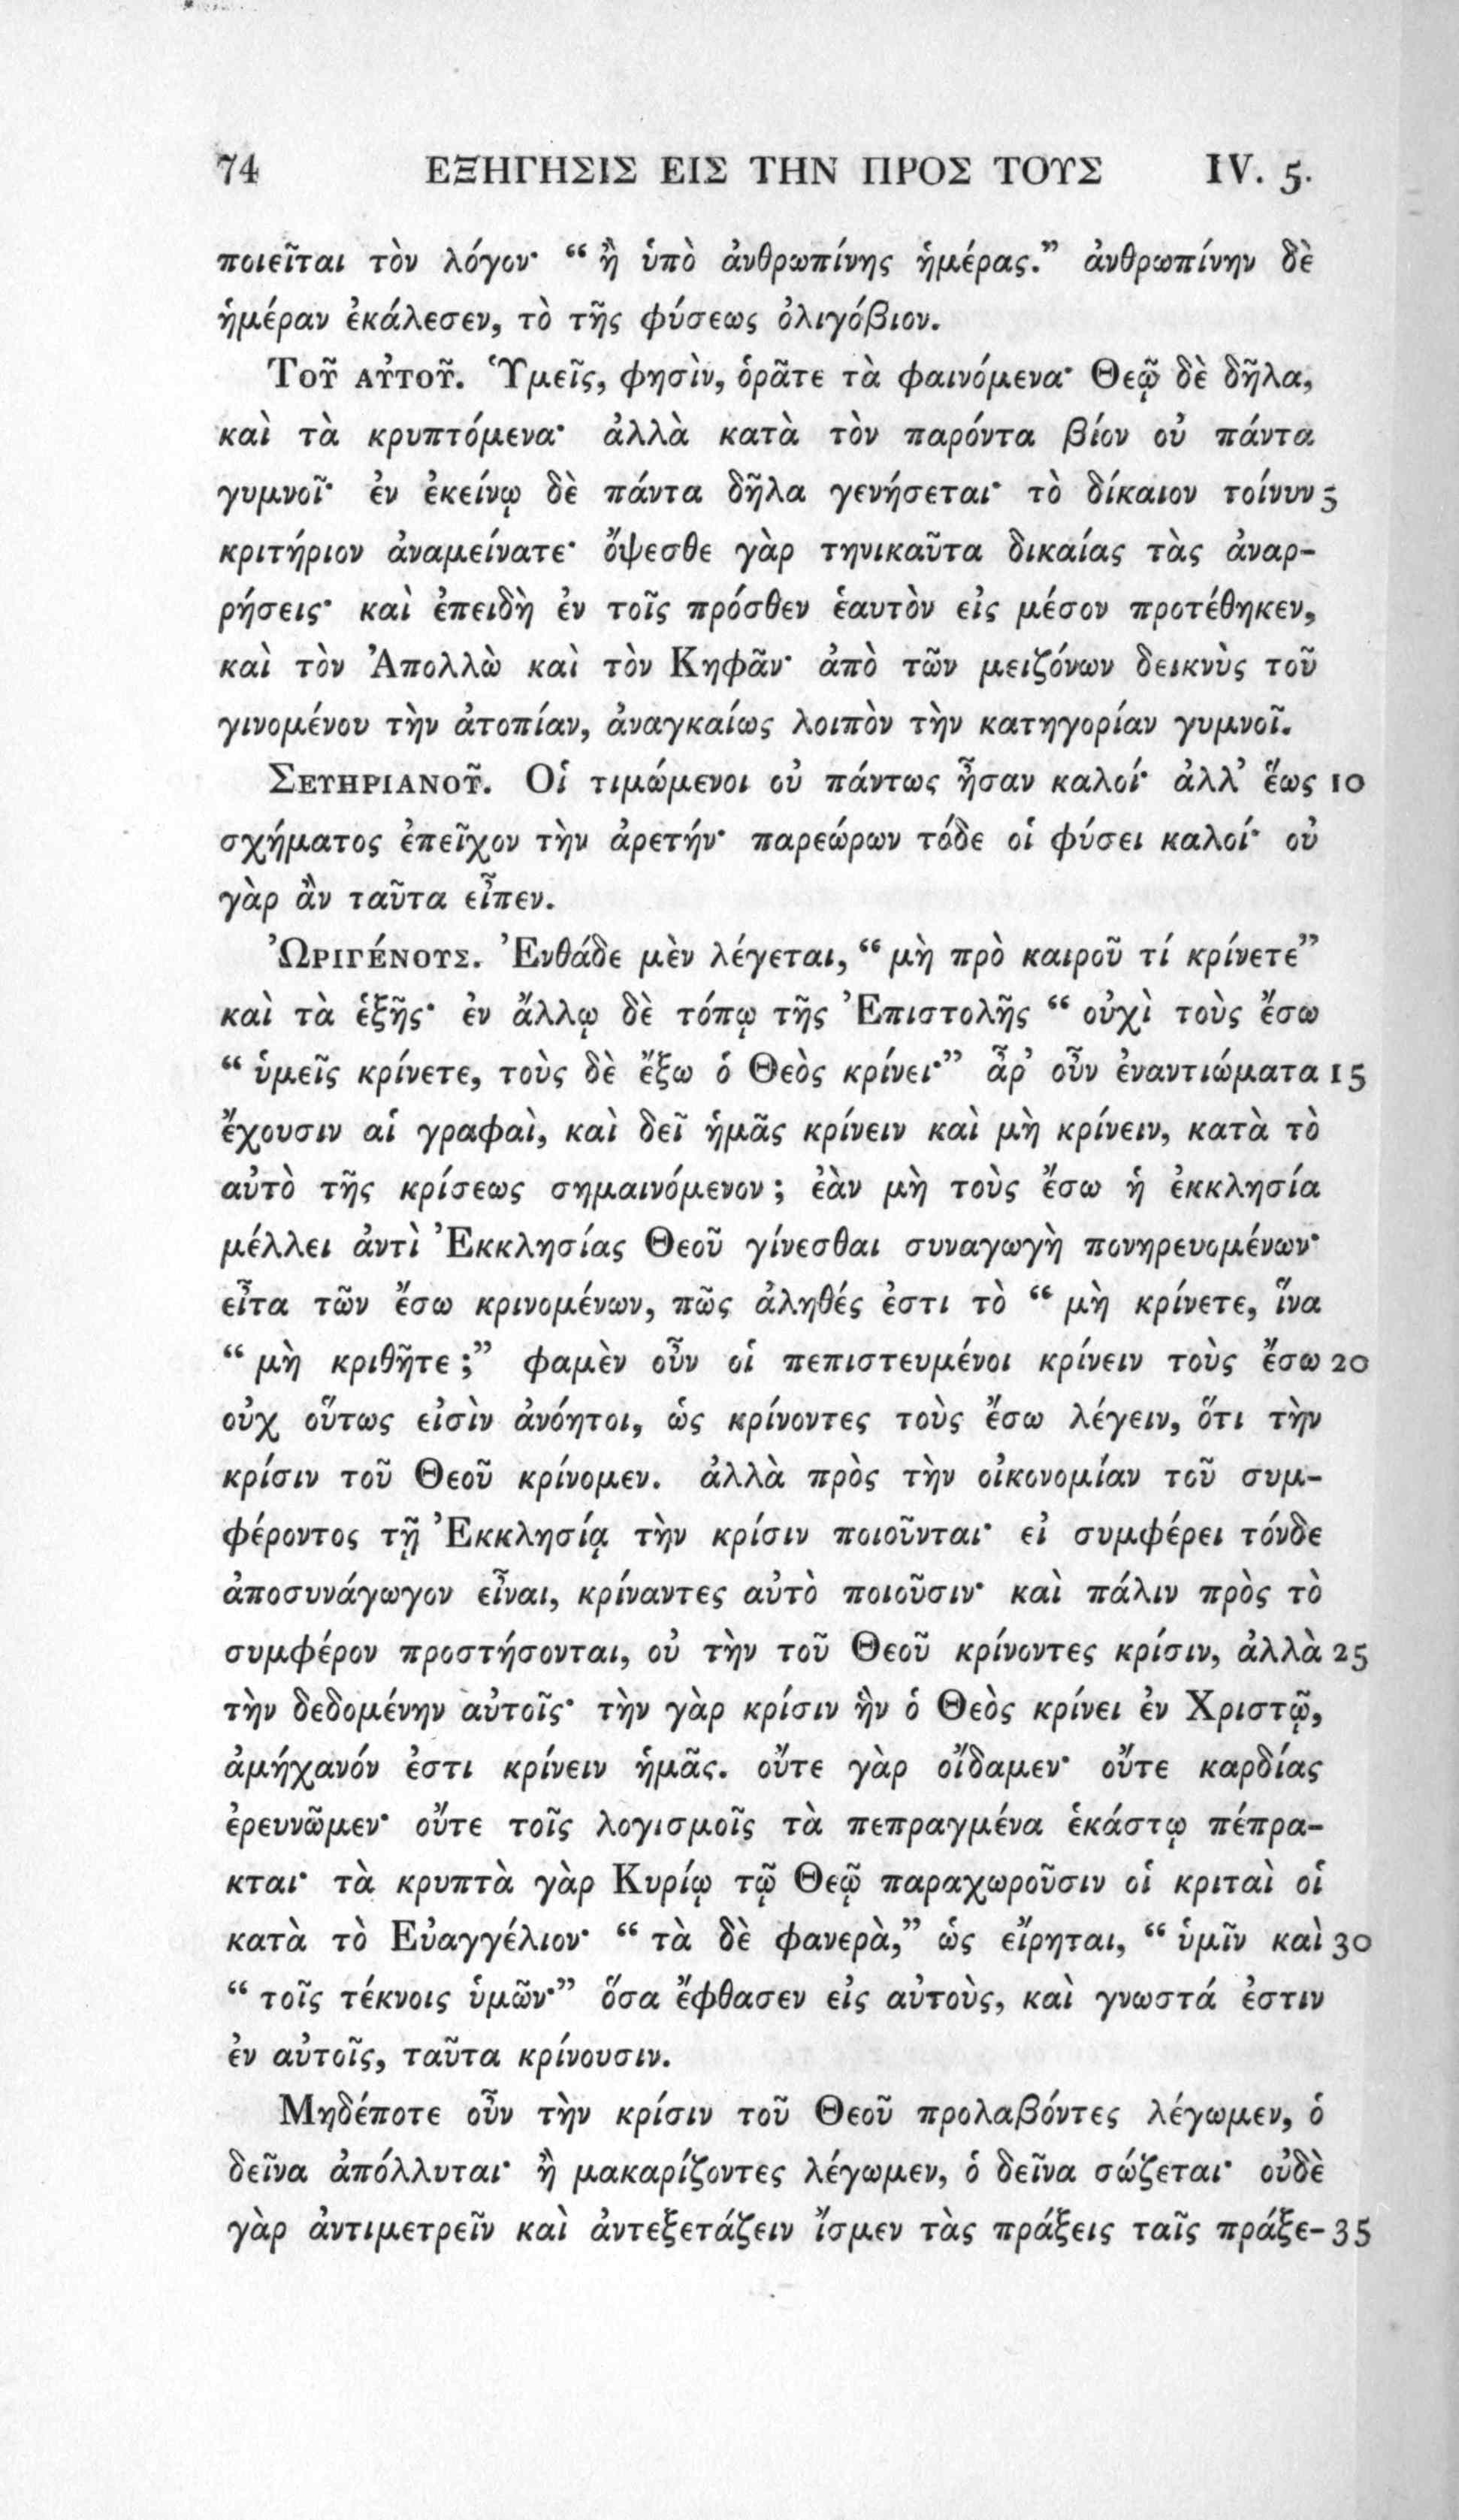 74 ΕΞΗΓΗΣΙΣ ΕΙΣ ΤΗΝ ΠΡΟΣ ΤΟΥΣ IV. 5.
ποιεῖται τὸν λόγον· “ ἢ ὑπὸ ἀνθρωπίνης ἡμέρας.” ἀνθρωπίνην δὲ
ἡμέραν ἐκάλεσεν, τὸ τῆς φύσεως ὀλιγόβιον.
Τοῦ αὐτοῦ. Ὑμεῖς, φησὶν, ὁρᾶτε τὰ φαινόμενα· Θεῷ δὲ δῆλα,
καὶ τὰ κρυπτόμενα· ἀλλὰ κατὰ τὸν παρόντα βίον οὐ πάντα
γυμνοῖ· ἐν ἐκείνῳ δὲ πάντα δῆλα γενήσεται· τὸ δίκαιον τοίνυν 5
κριτήριον ἀναμείνατε· ὄψεσθε γὰρ τηνικαῦτα δικαίας τὰς ἀναρ-
ρήσεις· καὶ ἐπειδὴ ἐν τοῖς πρόσθεν ἑαυτὸν εἰς μέσον προτέθηκεν,
καὶ τὸν Ἀπολλὼ καὶ τὸν Κηφᾶν· ἀπὸ τῶν μειζόνων δεικνὺς τοῦ
γινομένου τὴν ἀτοπίαν, ἀναγκαίως λοιπὸν τὴν κατηγορίαν γυμνοῖ.
Σευηριανοῦ. Οἱ τιμώμενοι οὐ πάντως ἦσαν καλοί· ἀλλ’ ἕως 10
σχήματος ἐπεῖχον τὴν ἀρετήν· παρεώρων τόδε οἱ φύσει καλοί· οὐ
γὰρ ἂν ταῦτα εἶπεν.
Ὠριγένους. Ἐνθάδε μὲν λέγεται, “ μὴ πρὸ καιροῦ τί κρίνετε”
καὶ τὰ ἑξῆς· ἐν ἄλλῳ δὲ τόπῳ τῆς Ἐπιστολῆς “ οὐχὶ τοὺς ἔσω
“ ὑμεῖς κρίνετε, τοὺς δὲ ἔξω ὁ Θεὸς κρίνει·” ἆρ’ οὖν ἐναντιώματα 15
ἔχουσιν αἱ γραφαὶ, καὶ δεῖ ἡμᾶς κρίνειν καὶ μὴ κρίνειν, κατὰ τὸ
αὐτὸ τῆς κρίσεως σημαινόμενον ; ἐὰν μὴ τοὺς ἔσω ἡ ἐκκλησία
μέλλει ἀντὶ Ἐκκλησίας Θεοῦ γίνεσθαι συναγωγὴ πονηρευομένων·
εἶτα τῶν ἔσω κρινομένων, πῶς ἀληθές ἐστι τὸ “ μὴ κρίνετε, ἵνα
“ μὴ κριθῆτε ;” φαμὲν οὖν οἱ πεπιστευμένοι κρίνειν τοὺς ἔσω 20
οὐχ οὕτως εἰσὶν ἀνόητοι, ὡς κρίνοντες τοὺς ἔσω λέγειν, ὅτι τὴν
κρίσιν τοῦ Θεοῦ κρίνομεν. ἀλλὰ πρὸς τὴν οἰκονομίαν τοῦ συμ-
φέροντος τῇ Ἐκκλησίᾳ τὴν κρίσιν ποιοῦνται· εἰ συμφέρει τόνδε
ἀποσυνάγωγον εἶναι, κρίναντες αὐτὸ ποιοῦσιν· καὶ πάλιν πρὸς τὸ
συμφέρον προστήσονται, οὐ τὴν τοῦ Θεοῦ κρίνοντες κρίσιν, ἀλλὰ 25
τὴν δεδομένην αὐτοῖς· τὴν γὰρ κρίσιν ἣν ὁ Θεὸς κρίνει ἐν Χριστῷ,
ἀμήχανόν ἐστι κρίνειν ἡμᾶς. οὔτε γὰρ οἴδαμεν· οὔτε καρδίας
ἐρευνῶμεν· οὔτε τοῖς λογισμοῖς τὰ πεπραγμένα ἑκάστῳ πέπρα-
κται· τὰ κρυπτὰ γὰρ Κυρίῳ τῷ Θεῷ παραχωροῦσιν οἱ κριταὶ οἱ
κατὰ τὸ Εὐαγγέλιον· “ τὰ δὲ φανερὰ,” ὡς εἴρηται, “ ὑμῖν καὶ 30
“ τοῖς τέκνοις ὑμῶν·” ὅσα ἔφθασεν εἰς αὐτοὺς, καὶ γνωστά ἐστιν
ἐν αὐτοῖς, ταῦτα κρίνουσιν.
Μηδέποτε οὖν τὴν κρίσιν τοῦ Θεοῦ προλαβόντες λέγωμεν, ὁ
δεῖνα ἀπόλλυται· ἢ μακαρίζοντες λέγωμεν, ὁ δεῖνα σώζεται· οὐδὲ
γὰρ ἀντιμετρεῖν καὶ ἀντεξετάζειν ἴσμεν τὰς πράξεις ταῖς πράξε- 35